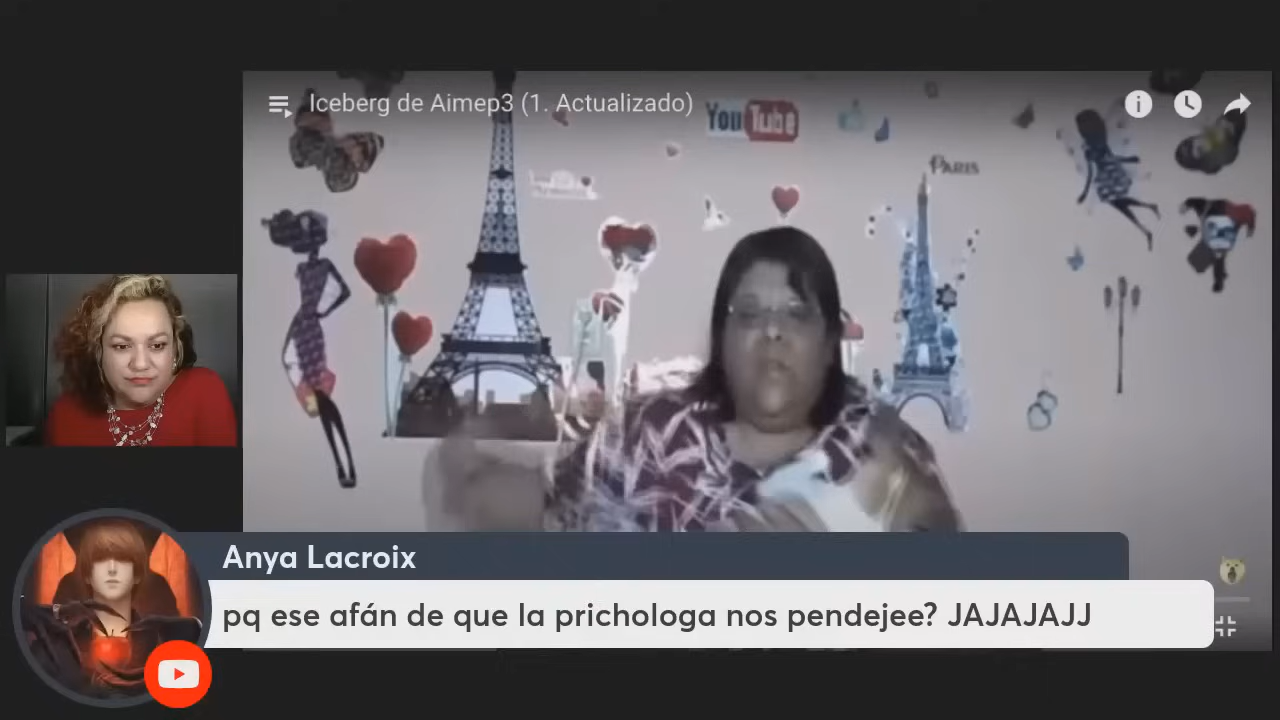 Iceberg de Aimep3 (1. Actualizado)
YouTube
PARIS
Anya Lacroix
pq ese afán de que la prichologa nos pendejee? JAJAJAJJ